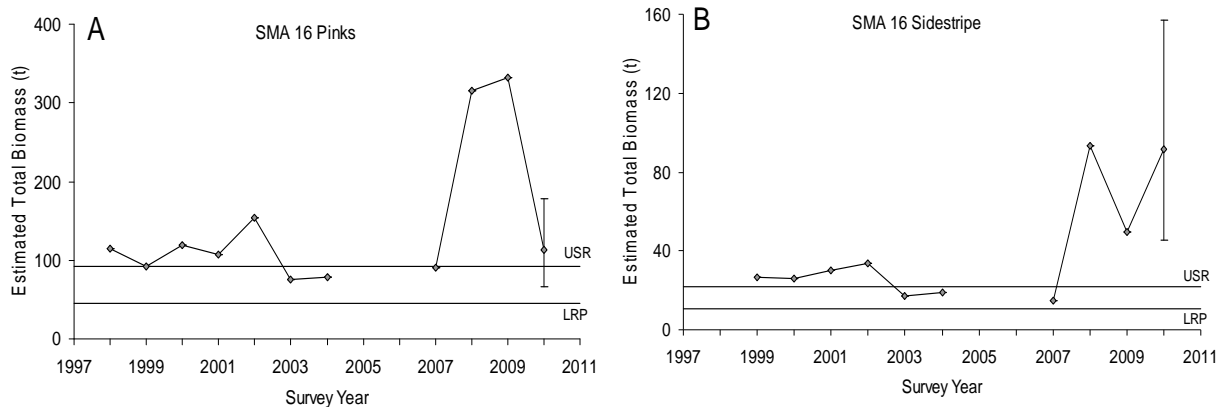 A
SMA 16 Pinks
Estimated Total Biomass (t)
400
300
200
100
0
USR
LRP
1997 1999 2001 2003 2005 2007 2009 2011
Survey Year
B
SMA 16 Sidestripe
Estimated Total Biomass (t)
160
120
80
40
0
USR
LRP
1997 1999 2001 2003 2005 2007 2009 2011
Survey Year